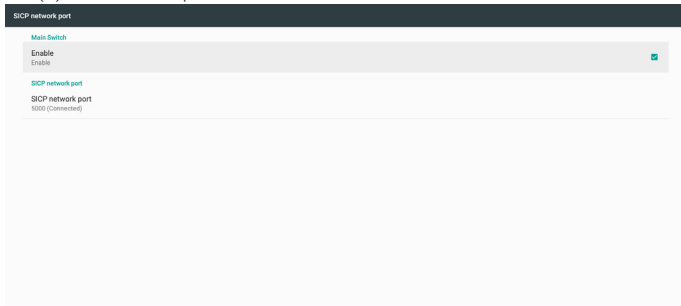 SICP network port
Main Switch
Enable
Enable
SICP network port
SICP network port
5000 (Connected)